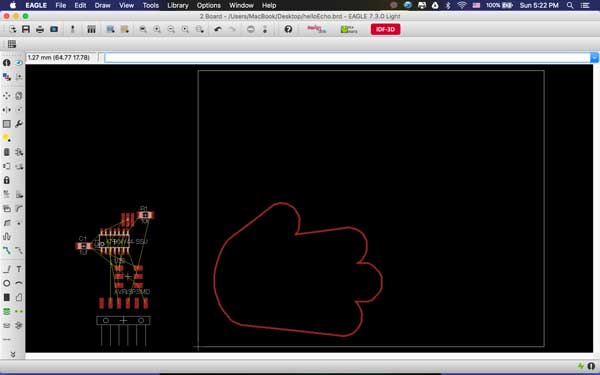 EAGLE File Edit Draw View Tools Library Options Window Help 100% Sun 5:22 PM
2 Board - /Users/MacBook/Desktop/helloEcho.brd - EAGLE 7.3.0 Light
IDF-3D
1.27 mm (64.77 17.78)
R1
C1
AVRISPSMD